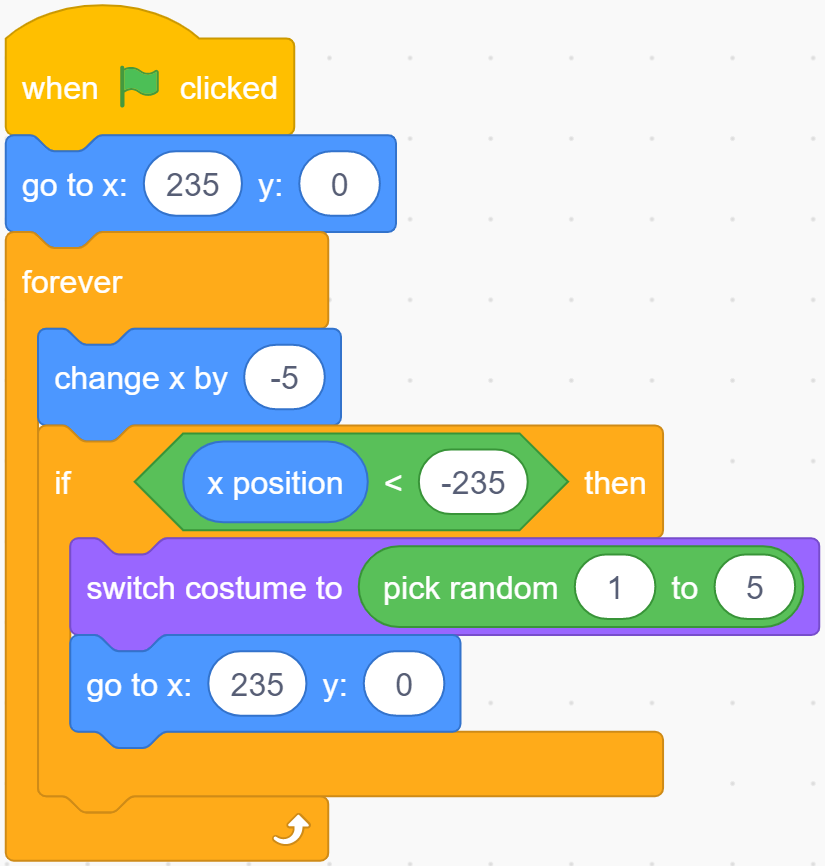 when clicked
go to x: 235 y: 0
forever
change x by -5
if x position < -235 then
switch costume to pick random 1 to 5
go to x: 235 y: 0